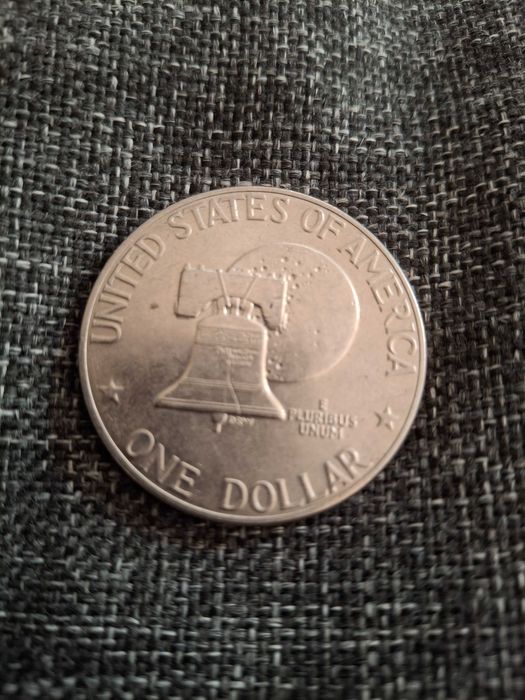 UNITED STATES OF AMERICA
E
PLURIBUS
UNUM
ONE DOLLAR